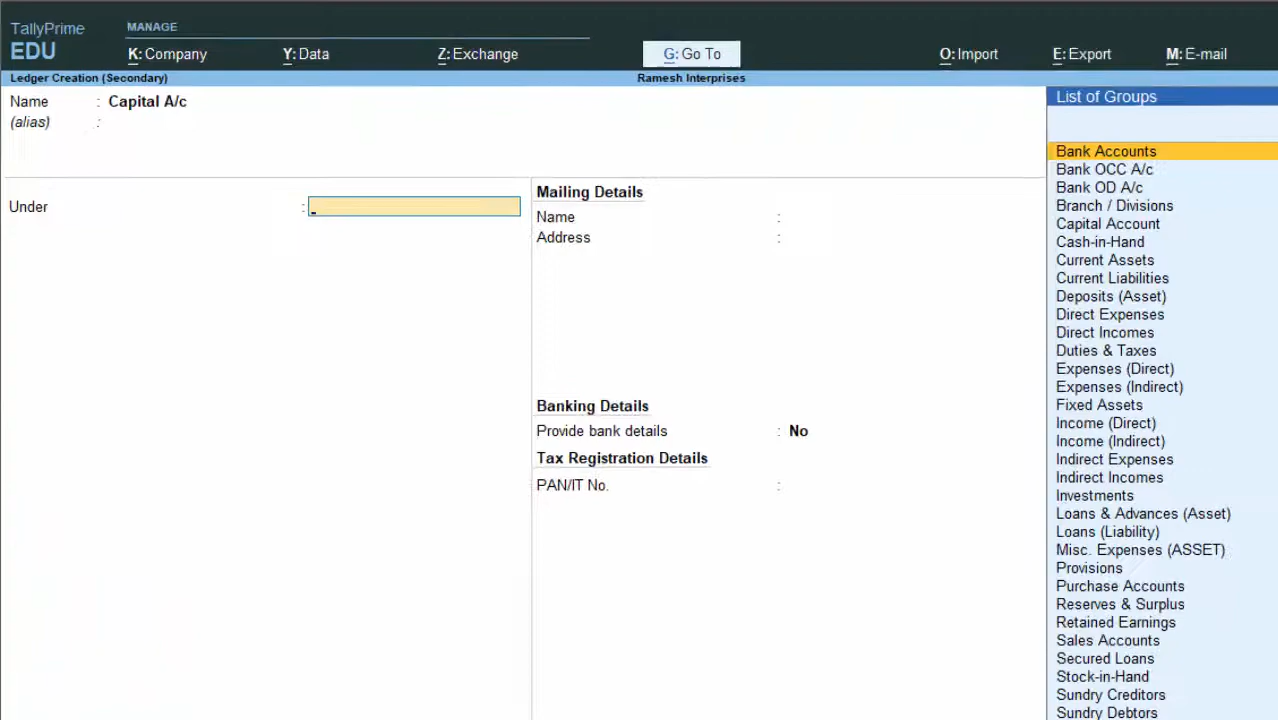 TallyPrime
EDU
MANAGE
K: Company
Y: Data
Z: Exchange
G: Go To
O: Import
E: Export
M: E-mail
Ledger Creation (Secondary)
Ramesh Interprises
Name : Capital A/c
(alias) :
Under :
Mailing Details
Name :
Address :
Banking Details
Provide bank details : No
Tax Registration Details
PAN/IT No. :
List of Groups
Bank Accounts
Bank OCC A/c
Bank OD A/c
Branch / Divisions
Capital Account
Cash-in-Hand
Current Assets
Current Liabilities
Deposits (Asset)
Direct Expenses
Direct Incomes
Duties & Taxes
Expenses (Direct)
Expenses (Indirect)
Fixed Assets
Income (Direct)
Income (Indirect)
Indirect Expenses
Indirect Incomes
Investments
Loans & Advances (Asset)
Loans (Liability)
Misc. Expenses (ASSET)
Provisions
Purchase Accounts
Reserves & Surplus
Retained Earnings
Sales Accounts
Secured Loans
Stock-in-Hand
Sundry Creditors
Sundry Debtors